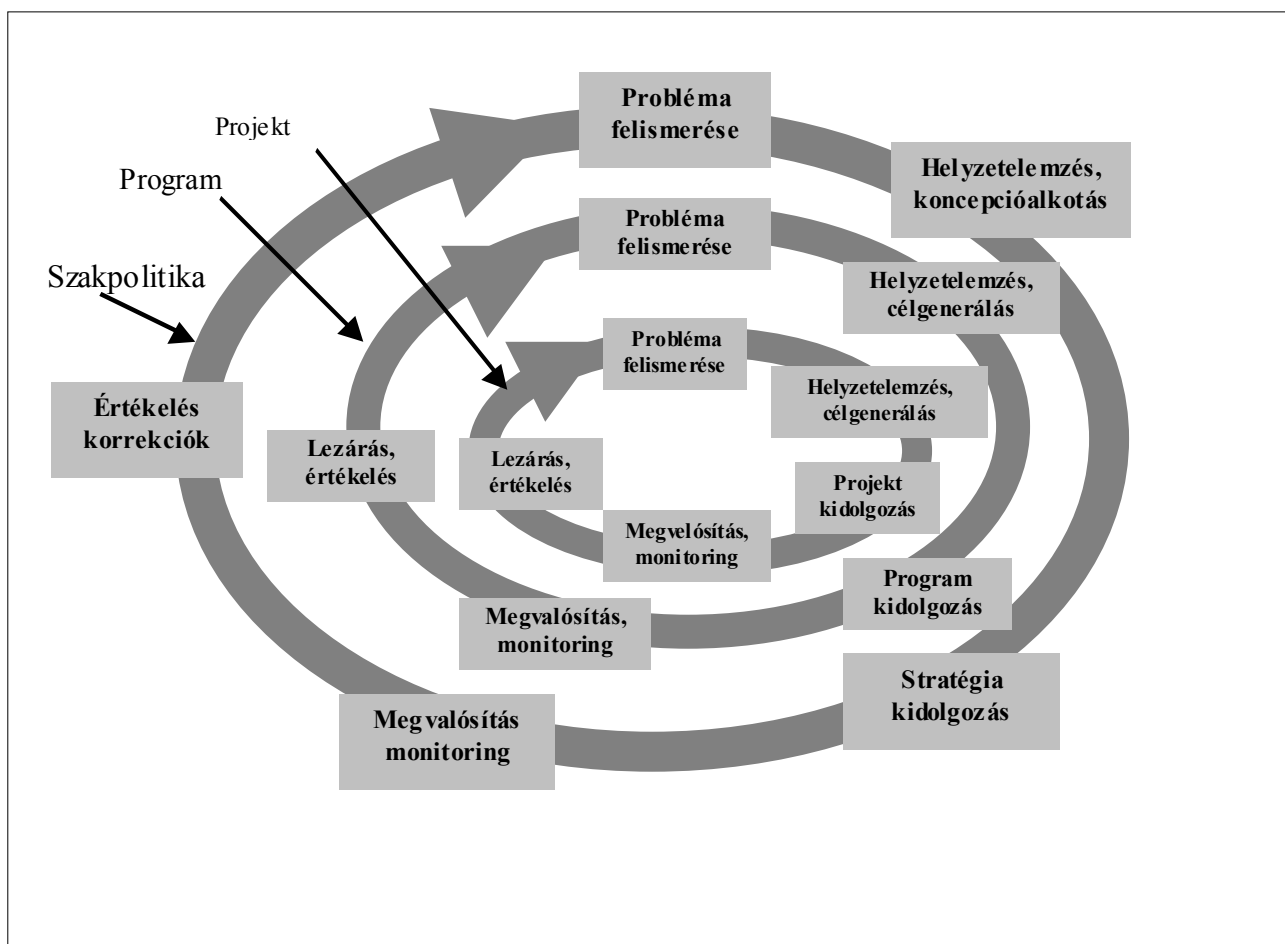 Probléma
felismerése
Projekt
Helyzetelemzés,
koncepcióalkotás
Program
Probléma
felismerése
Szakpolitika
Helyzetelemzés,
célgenerálás
Probléma
felismerése
Helyzetelemzés,
célgenerálás
Értékelés
korrekciók
Lezárás,
értékelés
Lezárás,
értékelés
Projekt
kidolgozás
Megvelósítás,
monitoring
Program
kidolgozás
Megvalósítás,
monitoring
Stratégia
kidolgozás
Megvalósítás
monitoring